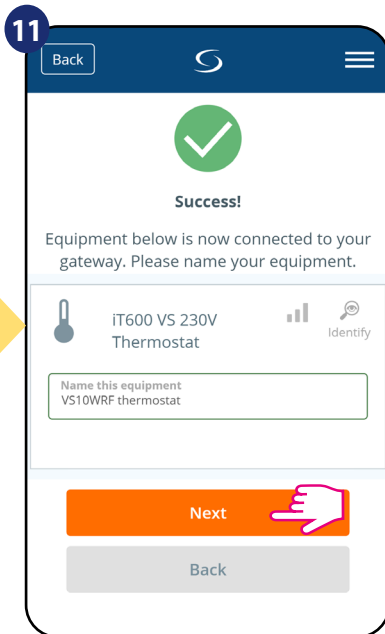 11
Back
Success!
Equipment below is now connected to your
gateway. Please name your equipment.
iT600 VS 230V
Thermostat
Identify
Name this equipment
VS10WRF thermostat
Next
Back